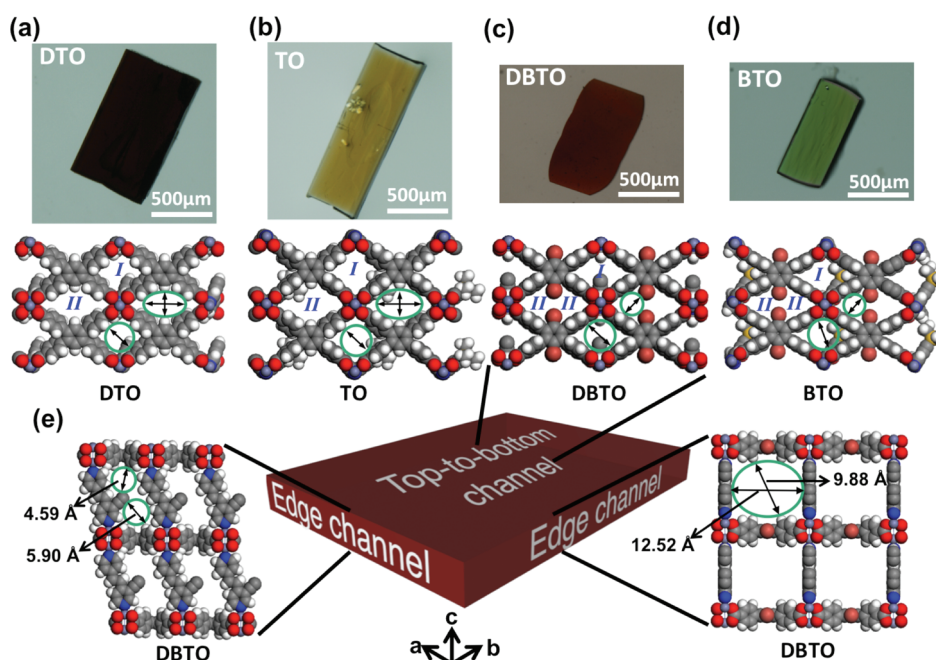 (a)
(b)
(c)
(d)
DTO
TO
DBTO
BTO
500μm
500μm
500μm
500μm
I
II
I
II
I
II II
I
II II
DTO
TO
DBTO
BTO
(e)
Top-to-bottom
channel
Edge channel
Edge channel
4.59 Å
5.90 Å
9.88 Å
12.52 Å
DBTO
c
a
b
DBTO